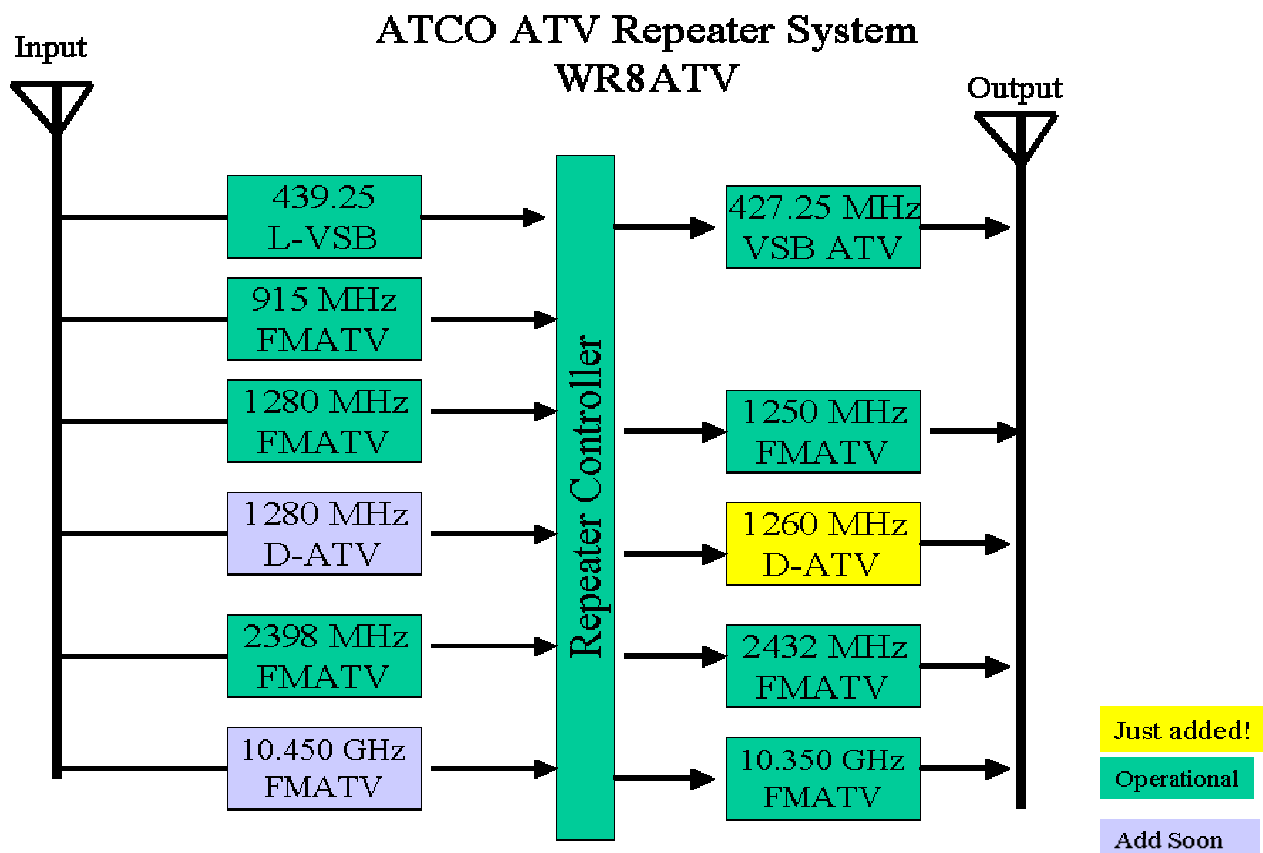 ATCO ATV Repeater System
WR8ATV
Input
Output
439.25
L-VSB
915 MHz
FMATV
1280 MHz
FMATV
1280 MHz
D-ATV
2398 MHz
FMATV
10.450 GHz
FMATV
Repeater Controller
427.25 MHz
VSB ATV
1250 MHz
FMATV
1260 MHz
D-ATV
2432 MHz
FMATV
10.350 GHz
FMATV
Just added!
Operational
Add Soon